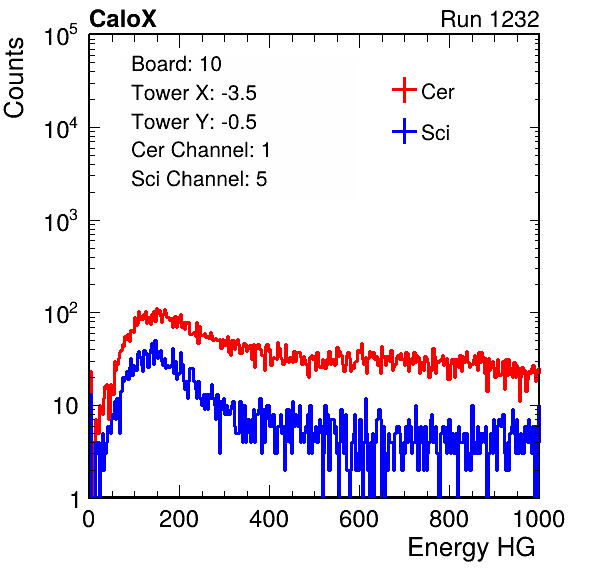 CaloX Run 1232
Counts
Board: 10
Tower X: -3.5
Tower Y: -0.5
Cer Channel: 1
Sci Channel: 5
Cer
Sci
10^5
10^4
10^3
10^2
10
1
0 200 400 600 800 1000
Energy HG